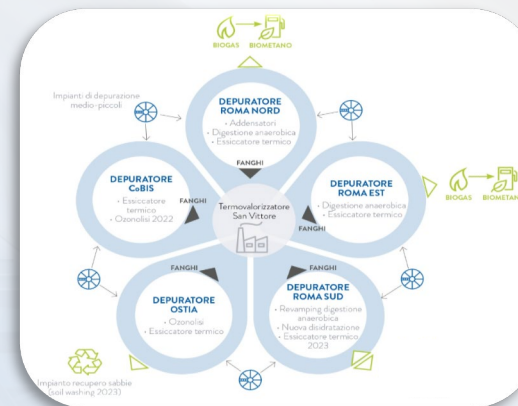 BIOGAS
BIOMETANO
Impianti di depurazione
medio-piccoli
DEPURATORE
ROMA NORD
• Addensatori
• Digestione anaerobica
• Essiccatore termico
FANGHI
DEPURATORE
CoBIS
• Essiccatore
termico
• Ozonolisi 2022
FANGHI
Termovalorizzatore
San Vittore
DEPURATORE
ROMA EST
• Digestione anaerobica
• Essiccatore termico
FANGHI
BIOGAS
BIOMETANO
FANGHI
DEPURATORE
OSTIA
• Ozonolisi
• Essiccatore termico
FANGHI
DEPURATORE
ROMA SUD
• Revamping digestione
anaerobica
• Nuova disidratazione
• Essiccatore termico
2023
Impianto recupero sabbie
(soil washing 2023)